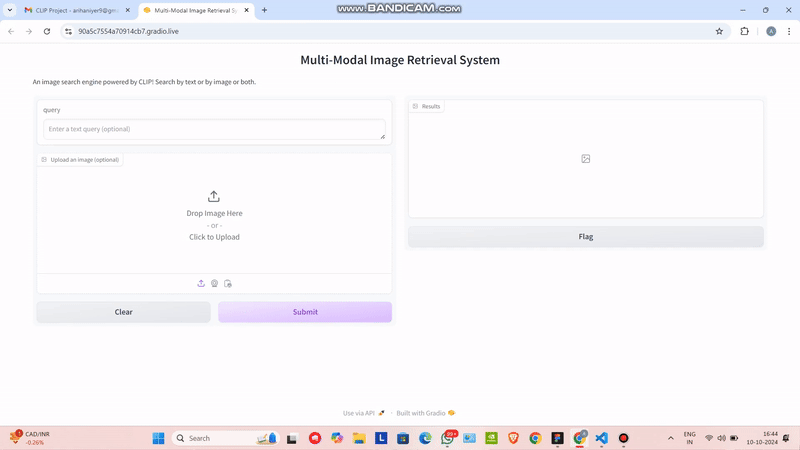 www.BANDICAM.com
CLIP Project - anhaniyer9@gm
Multi-Modal Image Retrieval Sy
90a5c7554a70914cb7.gradio.live
A
Multi-Modal Image Retrieval System
An image search engine powered by CLIP! Search by text or by image or both.
query
Enter a text query (optional)
Results
Upload an image (optional)
Drop Image Here
- or -
Click to Upload
Flag
Clear
Submit
Use via API · Built with Gradio
1 CAD/INR
-0.26%
Search
L
99+
ENG
IN
16:44
10-10-2024